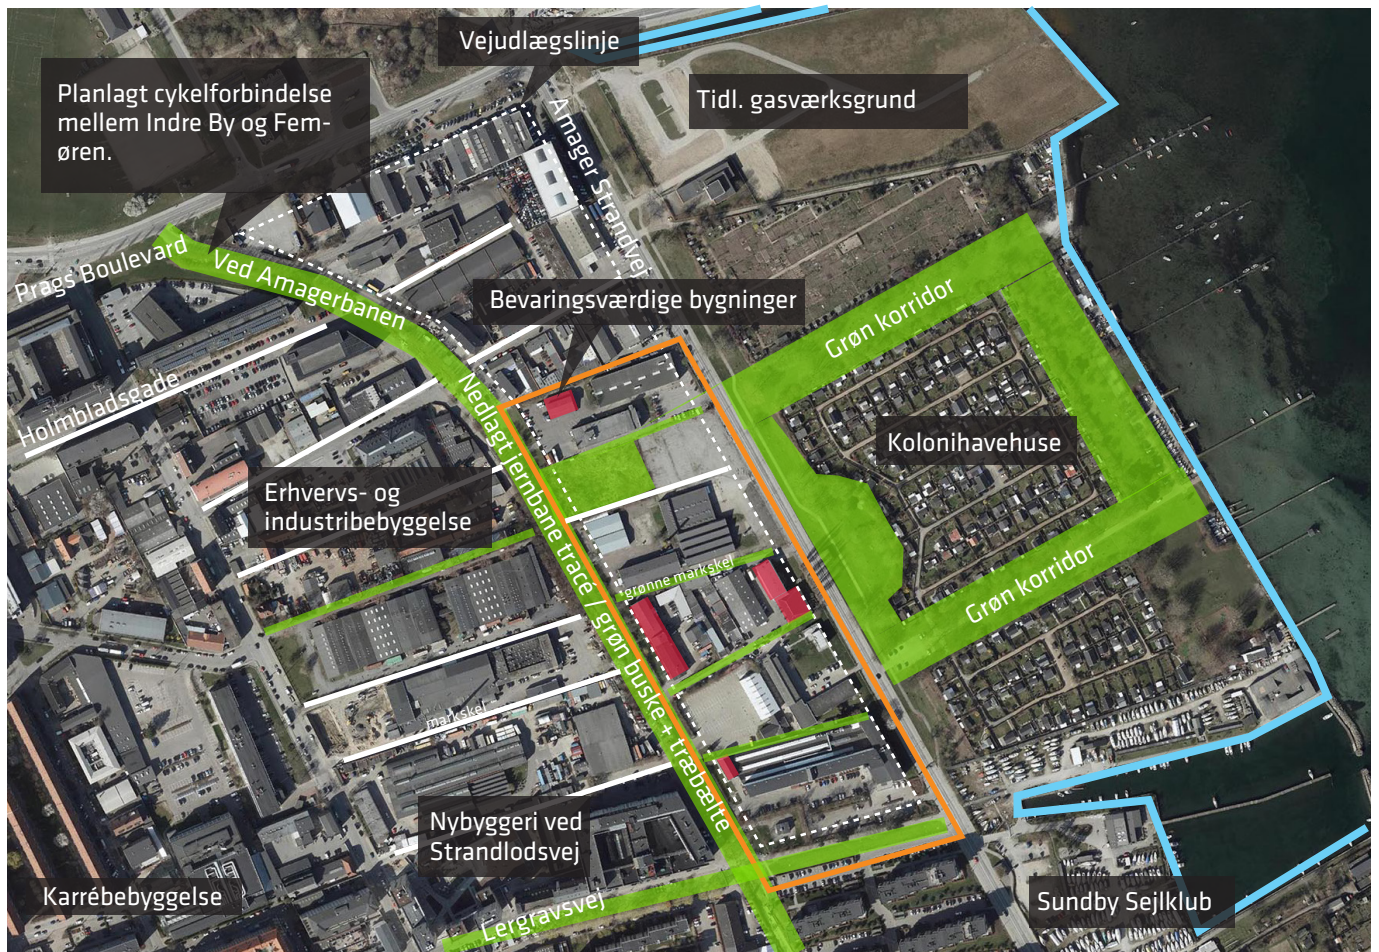 Vejudlægslinje
Planlagt cykelforbindelse
mellem Indre By og Fem-
øren.
Tidl. gasværksgrund
Amager Strandvej
Prags Boulevard
Ved Amagerbanen
Bevaringsværdige bygninger
Grøn korridor
Holmbladsgade
Nedlagt jernbane tracé / grøn buske + træbælte
Kolonihavehuse
Erhvervs- og
industribebyggelse
grønne markskel
Grøn korridor
markskel
Nybyggeri ved
Strandlodsvej
Karrébebyggelse
Lergravsvej
Sundby Sejlklub